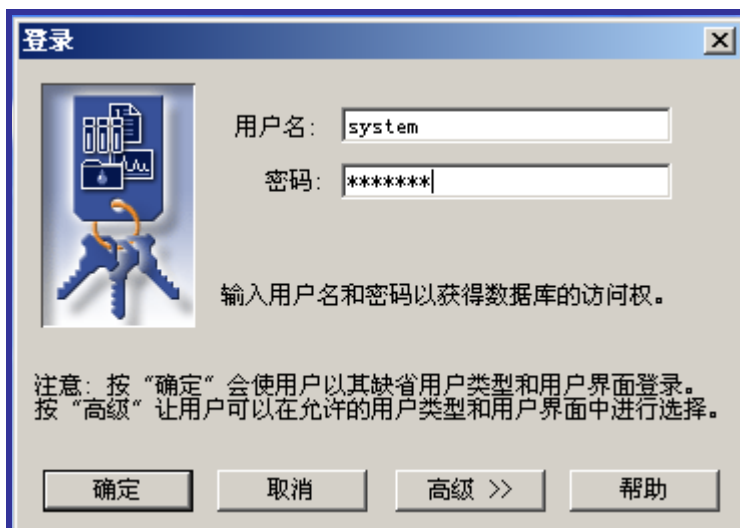 登录
用户名: system
密码: *******
输入用户名和密码以获得数据库的访问权。
注意: 按 "确定" 会使用户以其缺省用户类型和用户界面登录。
按 "高级" 让用户可以在允许的用户类型和用户界面中进行选择。
确定 取消 高级 >> 帮助